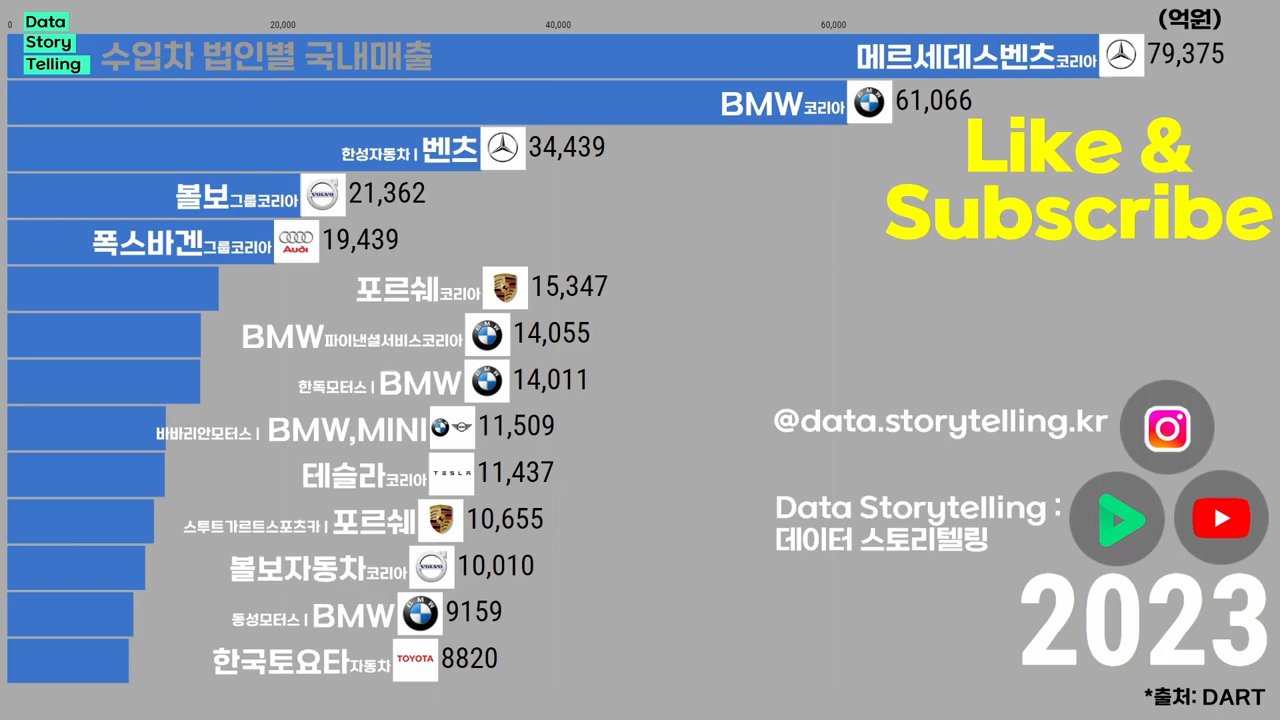 0 20,000 40,000 60,000 (억원)
Data
Story
Telling
수입차 법인별 국내매출
메르세데스벤츠코리아 79,375
BMW코리아 61,066
한성자동차 | 벤츠 34,439
볼보그룹코리아 VOLVO 21,362
폭스바겐그룹코리아 Audi 19,439
포르쉐코리아 15,347
BMW파이낸셜서비스코리아 14,055
한독모터스 | BMW 14,011
바바리안모터스 | BMW,MINI 11,509
테슬라코리아 TESLA 11,437
스투트가르트스포츠카 | 포르쉐 10,655
볼보자동차코리아 VOLVO 10,010
동성모터스 | BMW 9159
한국토요타자동차 TOYOTA 8820
Like &
Subscribe
@data.storytelling.kr
Data Storytelling :
데이터 스토리텔링
2023
*출처: DART